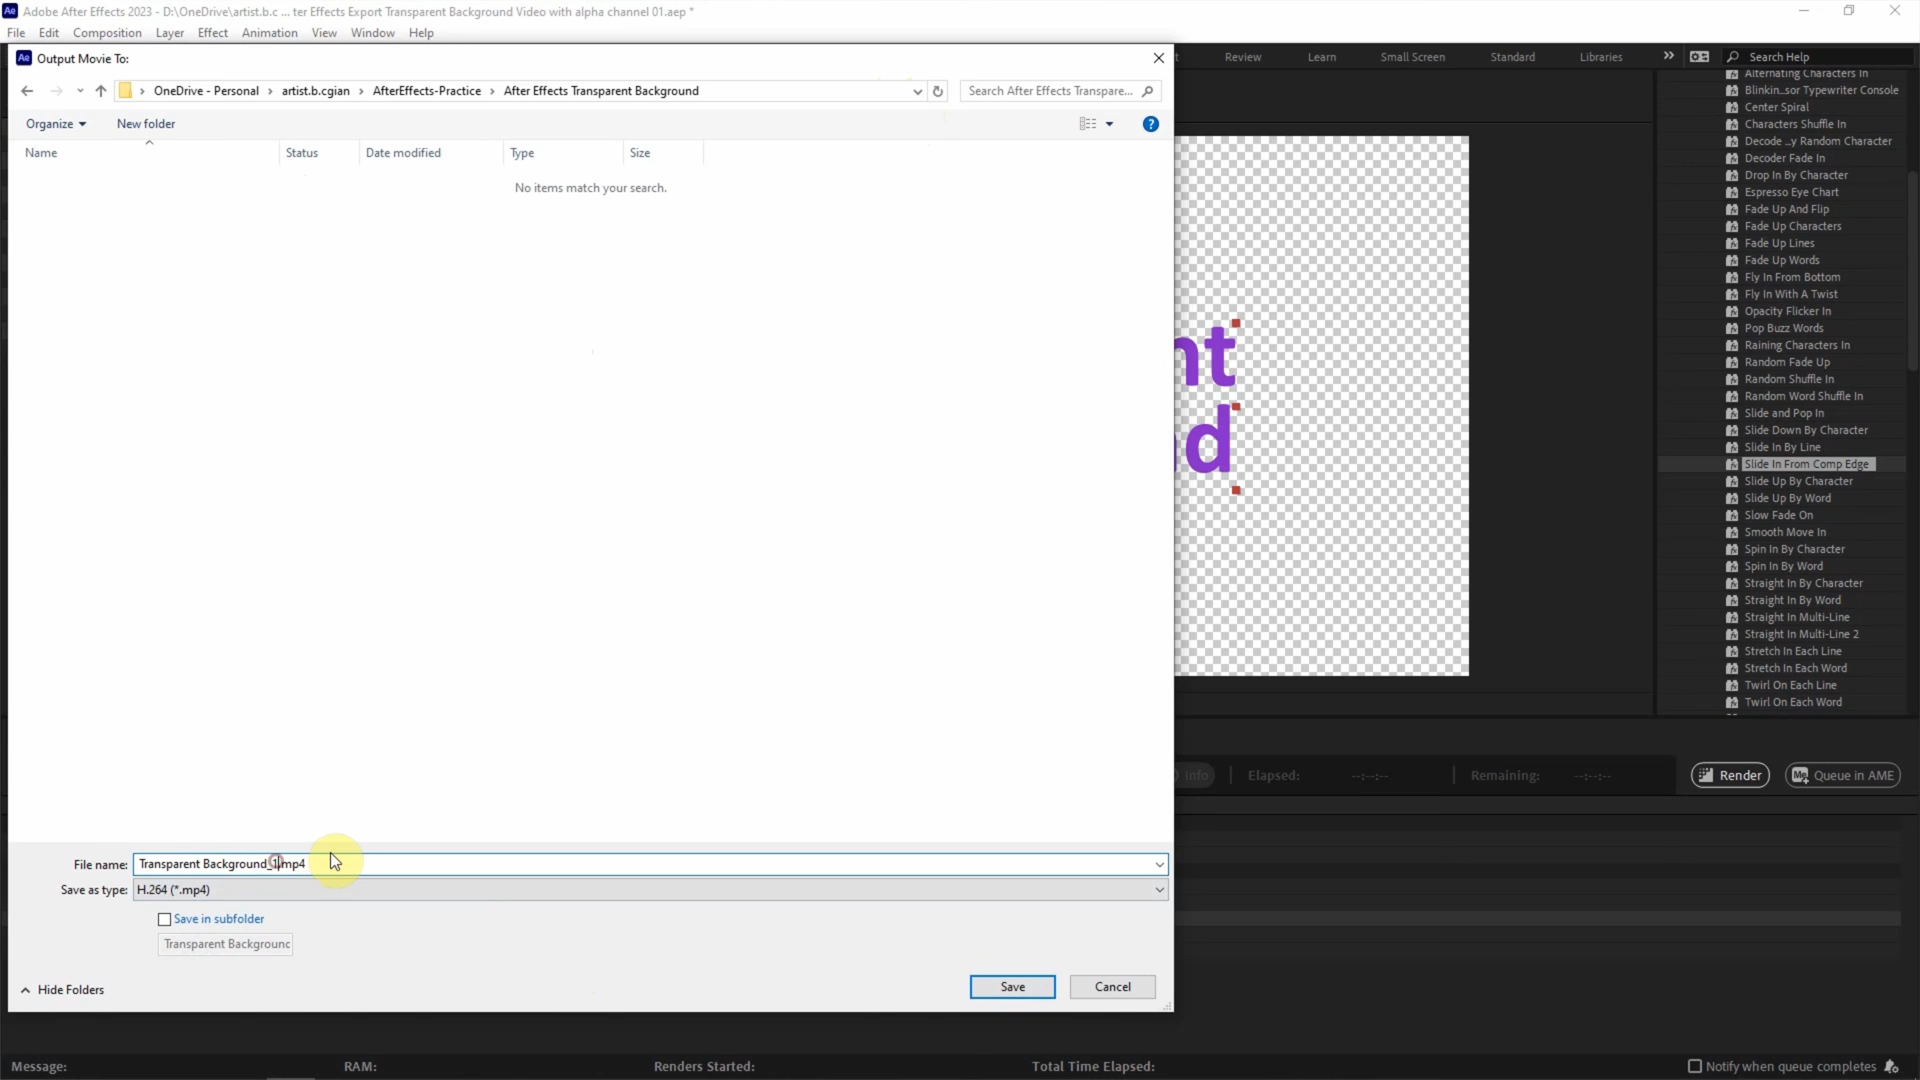 Adobe After Effects 2023 - D:\OneDrive\artist.b.c ... ter Effects Export Transparent Background Video with alpha channel 01.aep *
File Edit Composition Layer Effect Animation View Window Help
Output Movie To:
Review Learn Small Screen Standard Libraries Search Help
OneDrive - Personal artist.b.cgian AfterEffects-Practice After Effects Transparent Background Search After Effects Transpare...
Organize New folder
Name Status Date modified Type Size
No items match your search.
Alternating Characters In
Blinkin...sor Typewriter Console
Center Spiral
Characters Shuffle In
Decode ...y Random Character
Decoder Fade In
Drop In By Character
Espresso Eye Chart
Fade Up And Flip
Fade Up Characters
Fade Up Lines
Fade Up Words
Fly In From Bottom
Fly In With A Twist
Opacity Flicker In
Pop Buzz Words
Raining Characters In
Random Fade Up
Random Shuffle In
Random Word Shuffle In
Slide and Pop In
Slide Down By Character
Slide In By Line
Slide In From Comp Edge
Slide Up By Character
Slide Up By Word
Slow Fade On
Smooth Move In
Spin In By Character
Spin In By Word
Straight In By Character
Straight In By Word
Straight In Multi-Line
Straight In Multi-Line 2
Stretch In Each Line
Stretch In Each Word
Twirl On Each Line
Twirl On Each Word
nt
d
Info Elapsed: --:--:-- Remaining: --:--:-- Render Queue in AME
File name: Transparent Background_1.mp4
Save as type: H.264 (*.mp4)
Save in subfolder
Transparent Background
Hide Folders Save Cancel
Message: RAM: Renders Started: Total Time Elapsed: Notify when queue completes